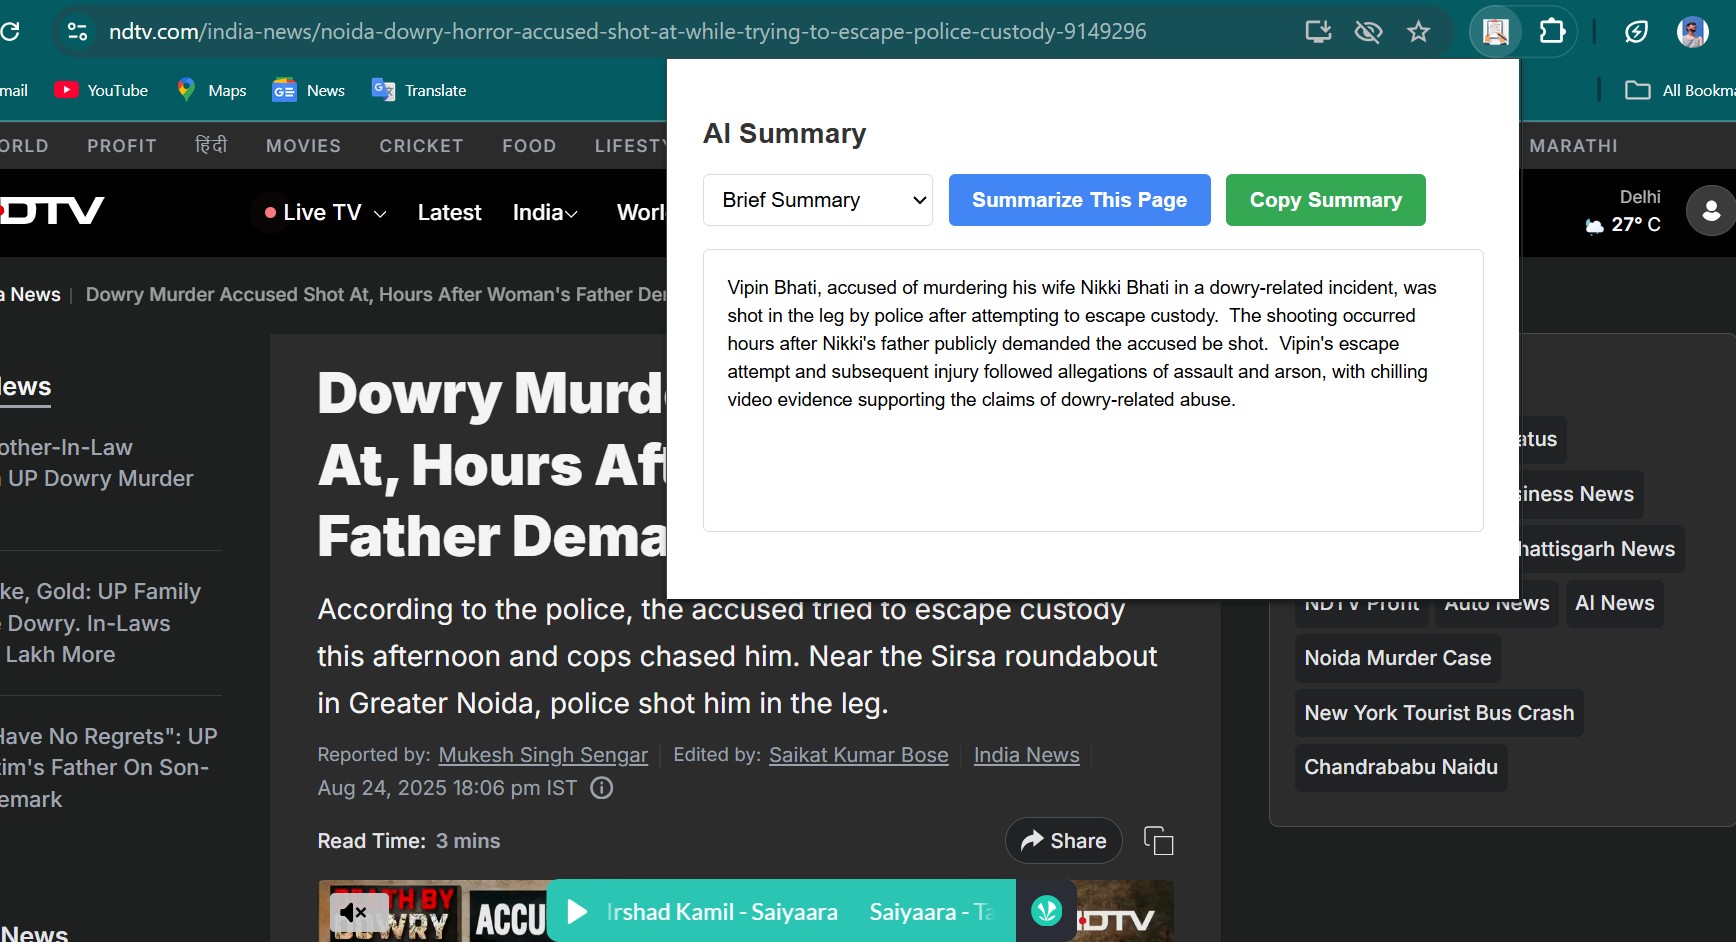 ndtv.com/india-news/noida-dowry-horror-accused-shot-at-while-trying-to-escape-police-custody-9149296
mail YouTube Maps News Translate All Bookma
ORLD PROFIT हिंदी MOVIES CRICKET FOOD LIFESTY MARATHI
DTV Live TV Latest India Worl
Delhi
27° C
a News | Dowry Murder Accused Shot At, Hours After Woman's Father Der
AI Summary
Brief Summary Summarize This Page Copy Summary
Vipin Bhati, accused of murdering his wife Nikki Bhati in a dowry-related incident, was
shot in the leg by police after attempting to escape custody. The shooting occurred
hours after Nikki's father publicly demanded the accused be shot. Vipin's escape
attempt and subsequent injury followed allegations of assault and arson, with chilling
video evidence supporting the claims of dowry-related abuse.
ews
other-In-Law
UP Dowry Murder
ke, Gold: UP Family
Dowry. In-Laws
Lakh More
Have No Regrets": UP
tim's Father On Son-
emark
News
Dowry Murd
At, Hours Aft
Father Dema
According to the police, the accused tried to escape custody
this afternoon and cops chased him. Near the Sirsa roundabout
in Greater Noida, police shot him in the leg.
Reported by: Mukesh Singh Sengar Edited by: Saikat Kumar Bose India News
Aug 24, 2025 18:06 pm IST
Read Time: 3 mins
Share
DEATH BY
DOWRY
ACCU
Irshad Kamil - Saiyaara Saiyaara - Ta
NDTV
atus
siness News
hattisgarh News
NDTV Profit Auto News AI News
Noida Murder Case
New York Tourist Bus Crash
Chandrababu Naidu